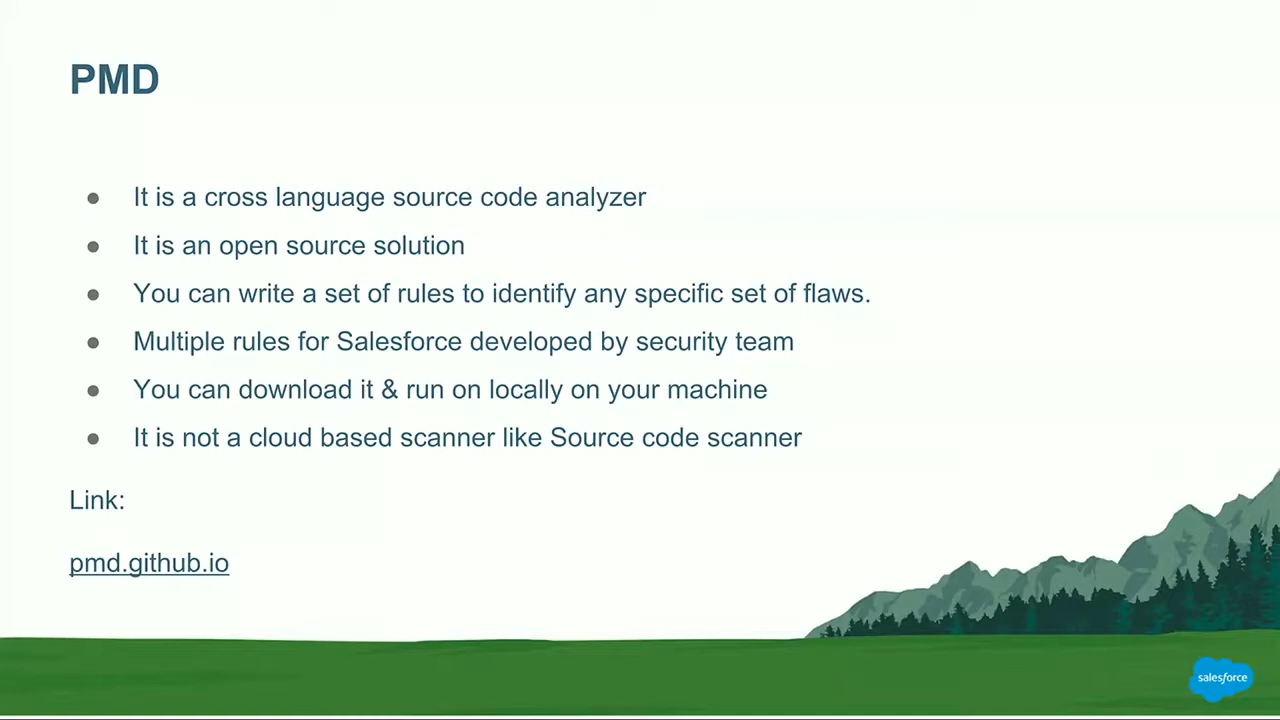 PMD
It is a cross language source code analyzer
It is an open source solution
You can write a set of rules to identify any specific set of flaws.
Multiple rules for Salesforce developed by security team
You can download it & run on locally on your machine
It is not a cloud based scanner like Source code scanner
Link:
pmd.github.io
salesforce